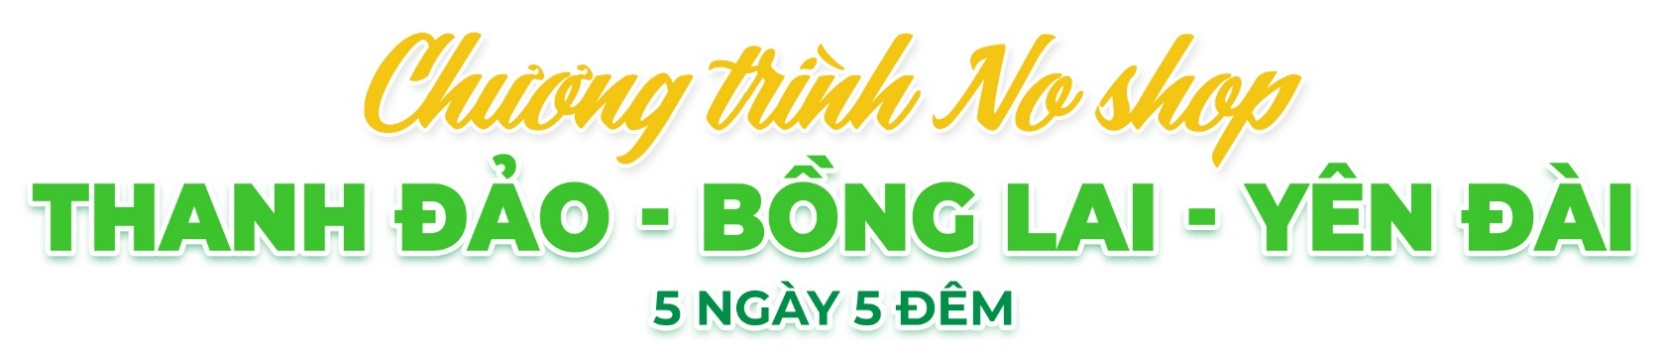 Chương trình No shop
THANH ĐẢO - BỒNG LAI - YÊN ĐÀI
5 NGÀY 5 ĐÊM